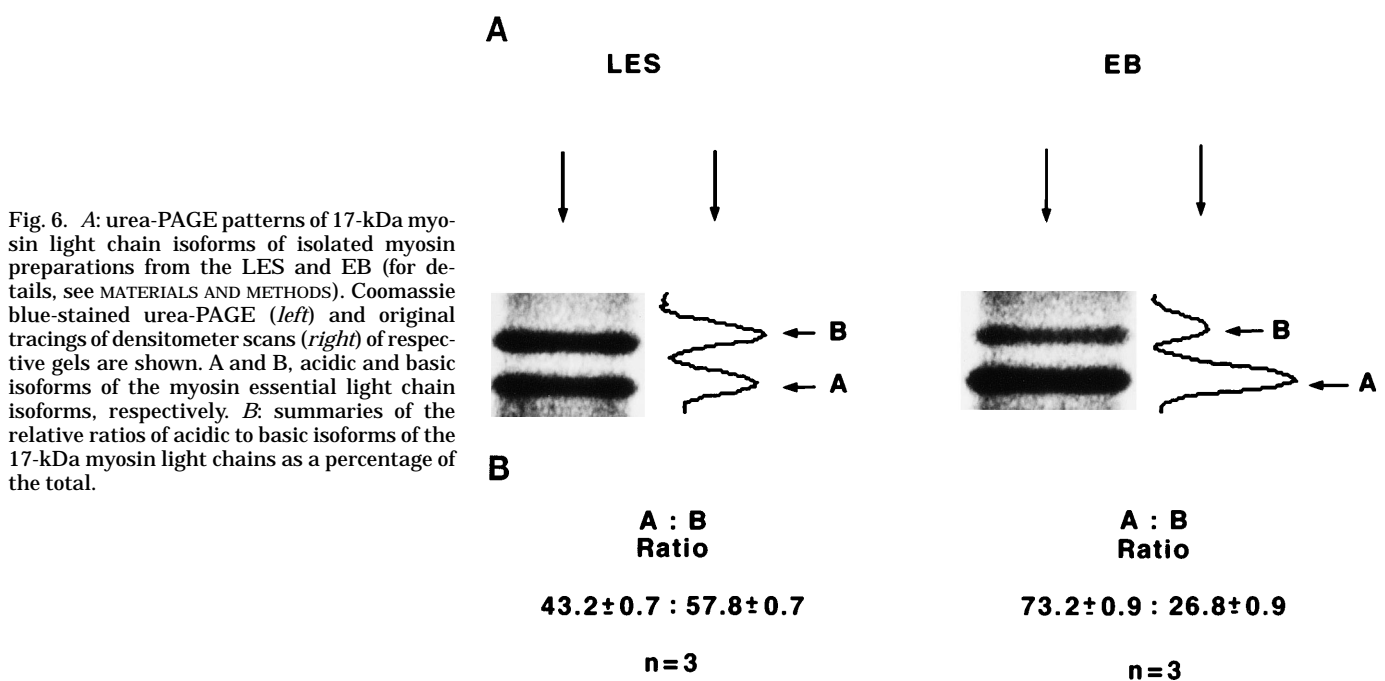 Fig. 6. A: urea-PAGE patterns of 17-kDa myo-
sin light chain isoforms of isolated myosin
preparations from the LES and EB (for de-
tails, see MATERIALS AND METHODS). Coomassie
blue-stained urea-PAGE (left) and original
tracings of densitometer scans (right) of respec-
tive gels are shown. A and B, acidic and basic
isoforms of the myosin essential light chain
isoforms, respectively. B: summaries of the
relative ratios of acidic to basic isoforms of the
17-kDa myosin light chains as a percentage of
the total.
A
LES
EB
B
A
B
A
B
A : B
Ratio
43.2±0.7 : 57.8±0.7
n=3
A : B
Ratio
73.2±0.9 : 26.8±0.9
n=3